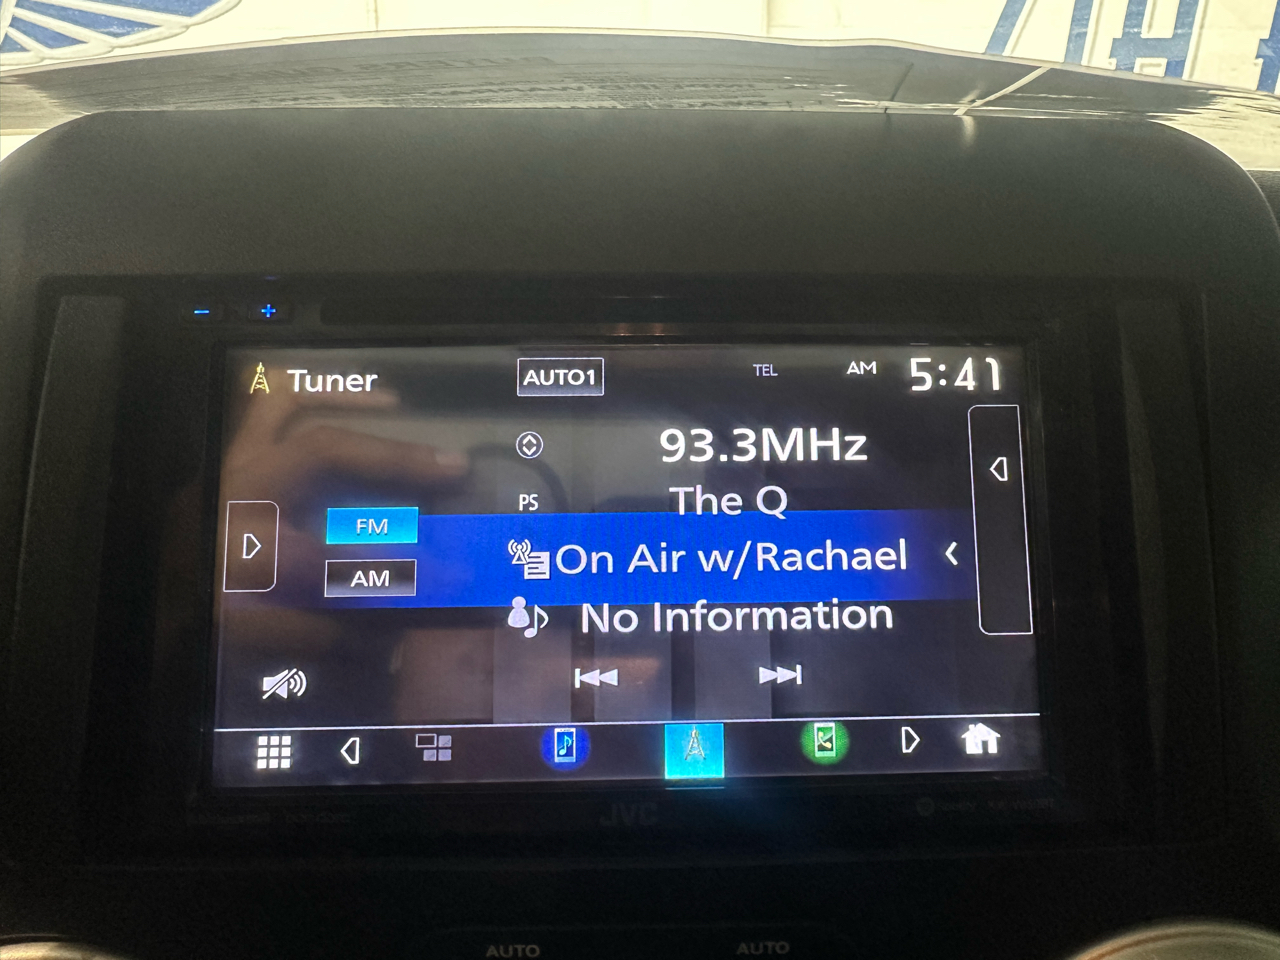 Tuner
AUTO1
TEL
AM 5:41
93.3MHz
PS The Q
FM
On Air w/Rachael
AM
No Information
JVC
AUTO AUTO